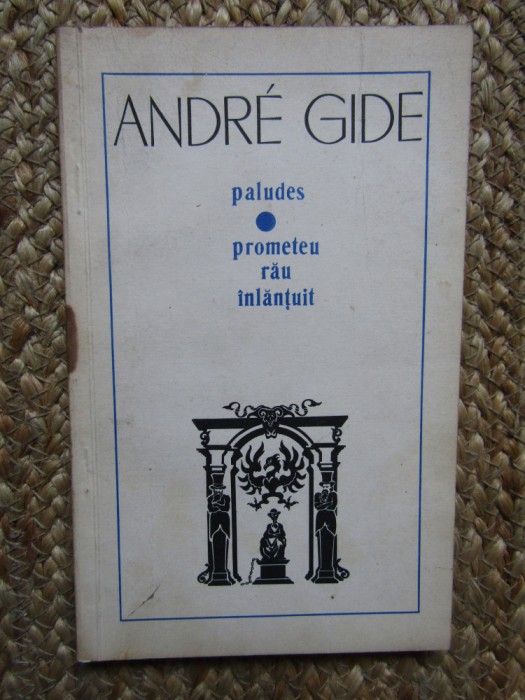 ANDRÉ GIDE
paludes
prometeu
rău
înlănțuit